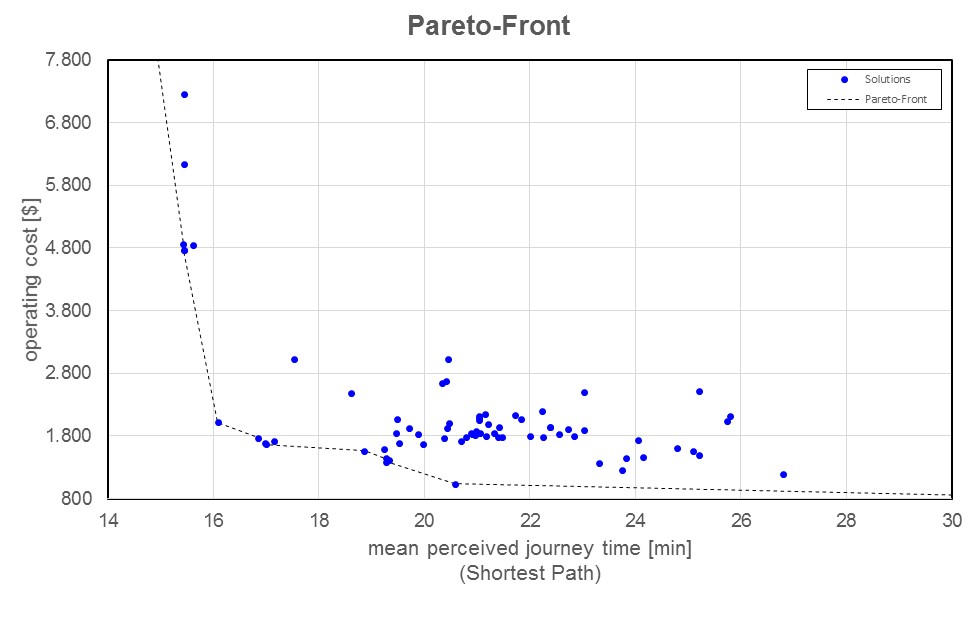 Pareto-Front
7.800
6.800
5.800
4.800
3.800
2.800
1.800
800
operating cost [$]
Solutions
Pareto-Front
14 16 18 20 22 24 26 28 30
mean perceived journey time [min]
(Shortest Path)